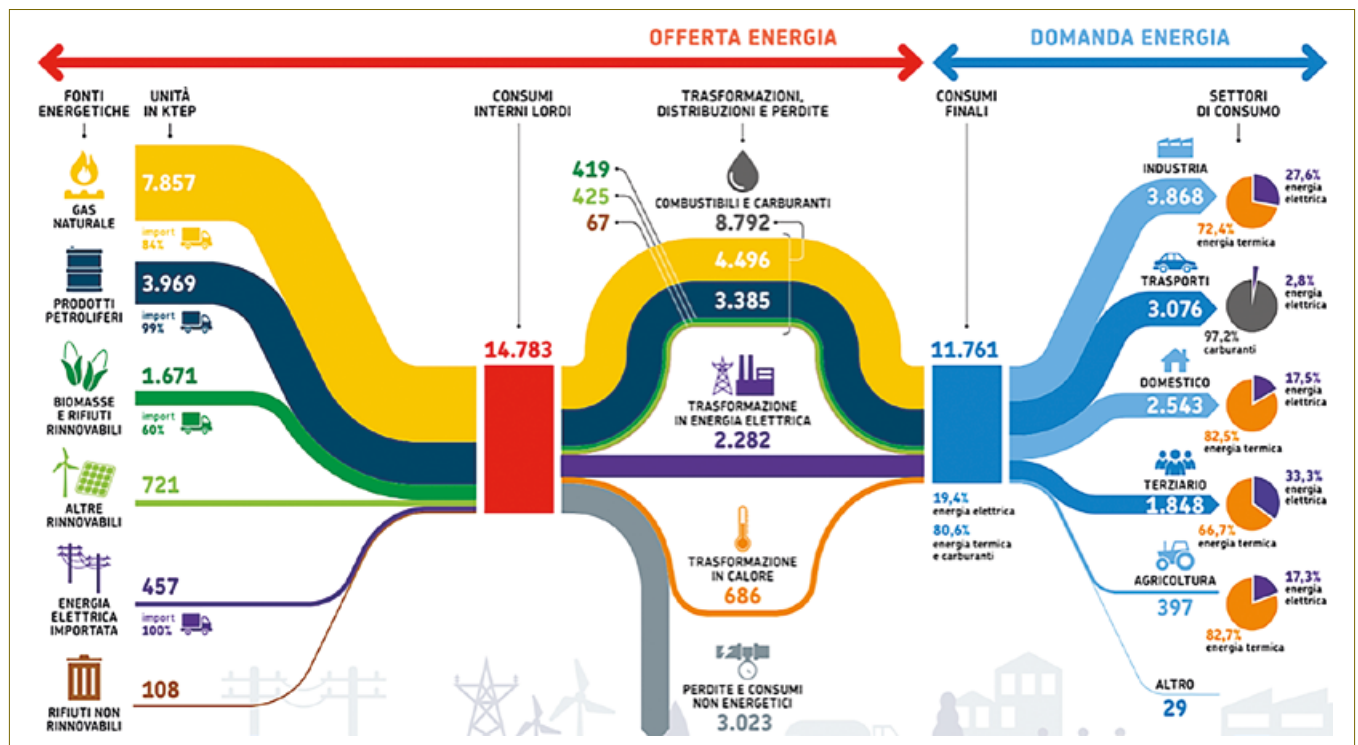 OFFERTA ENERGIA
DOMANDA ENERGIA
FONTI
ENERGETICHE
UNITÀ
IN KTEP
CONSUMI
INTERNI LORDI
TRASFORMAZIONI,
DISTRIBUZIONI E PERDITE
CONSUMI
FINALI
SETTORI
DI CONSUMO
GAS
NATURALE
7.857
import
84%
PRODOTTI
PETROLIFERI
3.969
import
99%
BIOMASSE
E RIFIUTI
RINNOVABILI
1.671
import
60%
ALTRE
RINNOVABILI
721
ENERGIA
ELETTRICA
IMPORTATA
457
import
100%
RIFIUTI NON
RINNOVABILI
108
14.783
419
425
67
COMBUSTIBILI E CARBURANTI
8.792
4.496
3.385
TRASFORMAZIONE
IN ENERGIA ELETTRICA
2.282
TRASFORMAZIONE
IN CALORE
686
PERDITE E CONSUMI
NON ENERGETICI
3.023
11.761
19,4%
energia elettrica
80,6%
energia termica
e carburanti
INDUSTRIA
3.868
27,6%
energia
elettrica
72,4%
energia termica
TRASPORTI
3.076
2,8%
energia
elettrica
97,2%
carburanti
DOMESTICO
2.543
17,5%
energia
elettrica
82,5%
energia termica
TERZIARIO
1.848
33,3%
energia
elettrica
66,7%
energia termica
AGRICOLTURA
397
17,3%
energia
elettrica
82,7%
energia termica
ALTRO
29